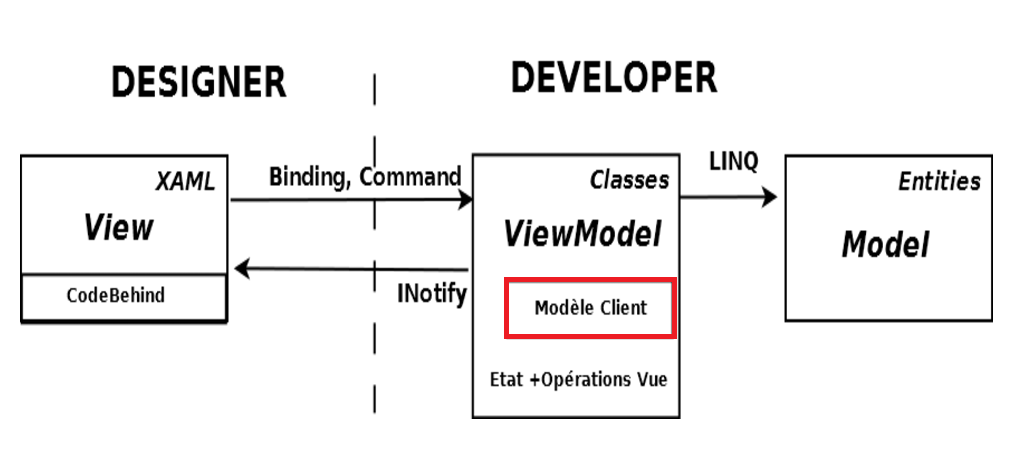 DESIGNER
DEVELOPER
XAML
View
CodeBehind
Binding, Command
INotify
Classes
ViewModel
Modèle Client
Etat +Opérations Vue
LINQ
Entities
Model